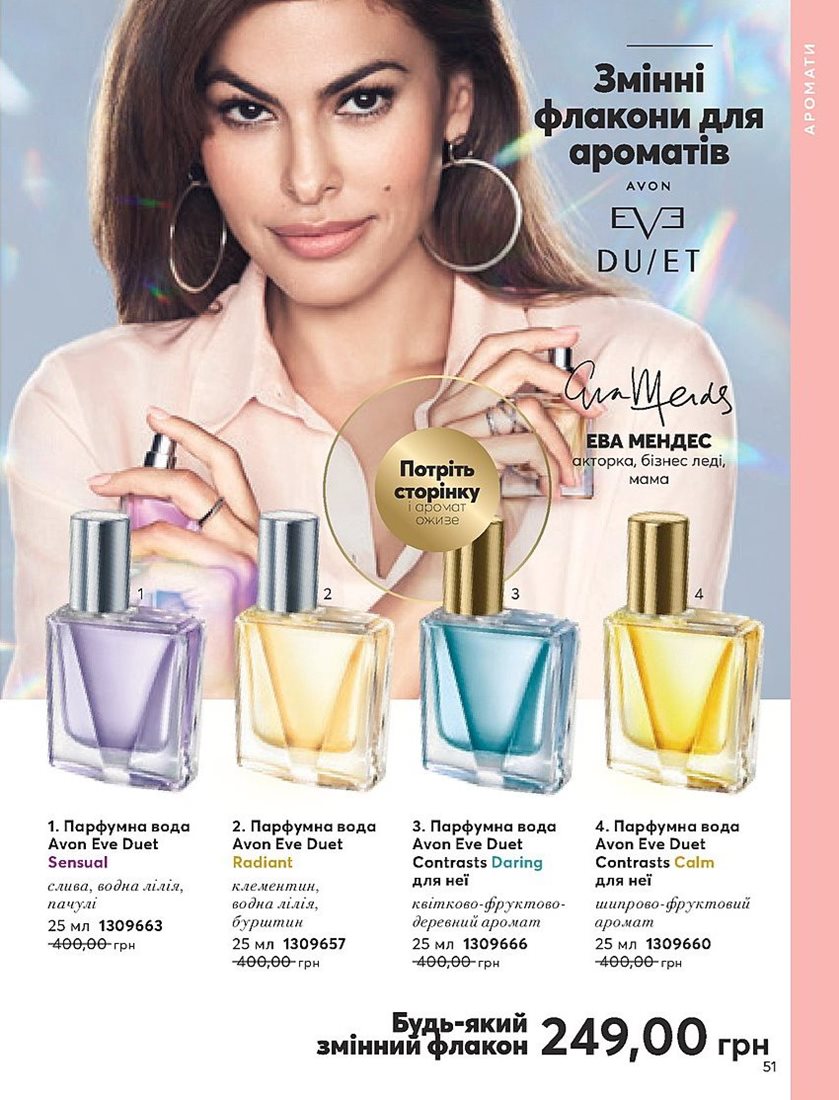 АРОМАТИ
Змінні
флакони для
ароматів
AVON
EVE
DU/ET
Eva Mendes
ЕВА МЕНДЕС
акторка, бізнес леді,
мама
Потріть
сторінку
і аромат
оживе
1
2
3
4
1. Парфумна вода
Avon Eve Duet
Sensual
слива, водна лілія,
пачулі
25 мл 1309663
400,00 грн
2. Парфумна вода
Avon Eve Duet
Radiant
клементин,
водна лілія,
бурштин
25 мл 1309657
400,00 грн
3. Парфумна вода
Avon Eve Duet
Contrasts Daring
для неї
квітково-фруктово-
деревний аромат
25 мл 1309666
400,00 грн
4. Парфумна вода
Avon Eve Duet
Contrasts Calm
для неї
шипрово-фруктовий
аромат
25 мл 1309660
400,00 грн
Будь-який
змінний флакон 249,00 грн
51